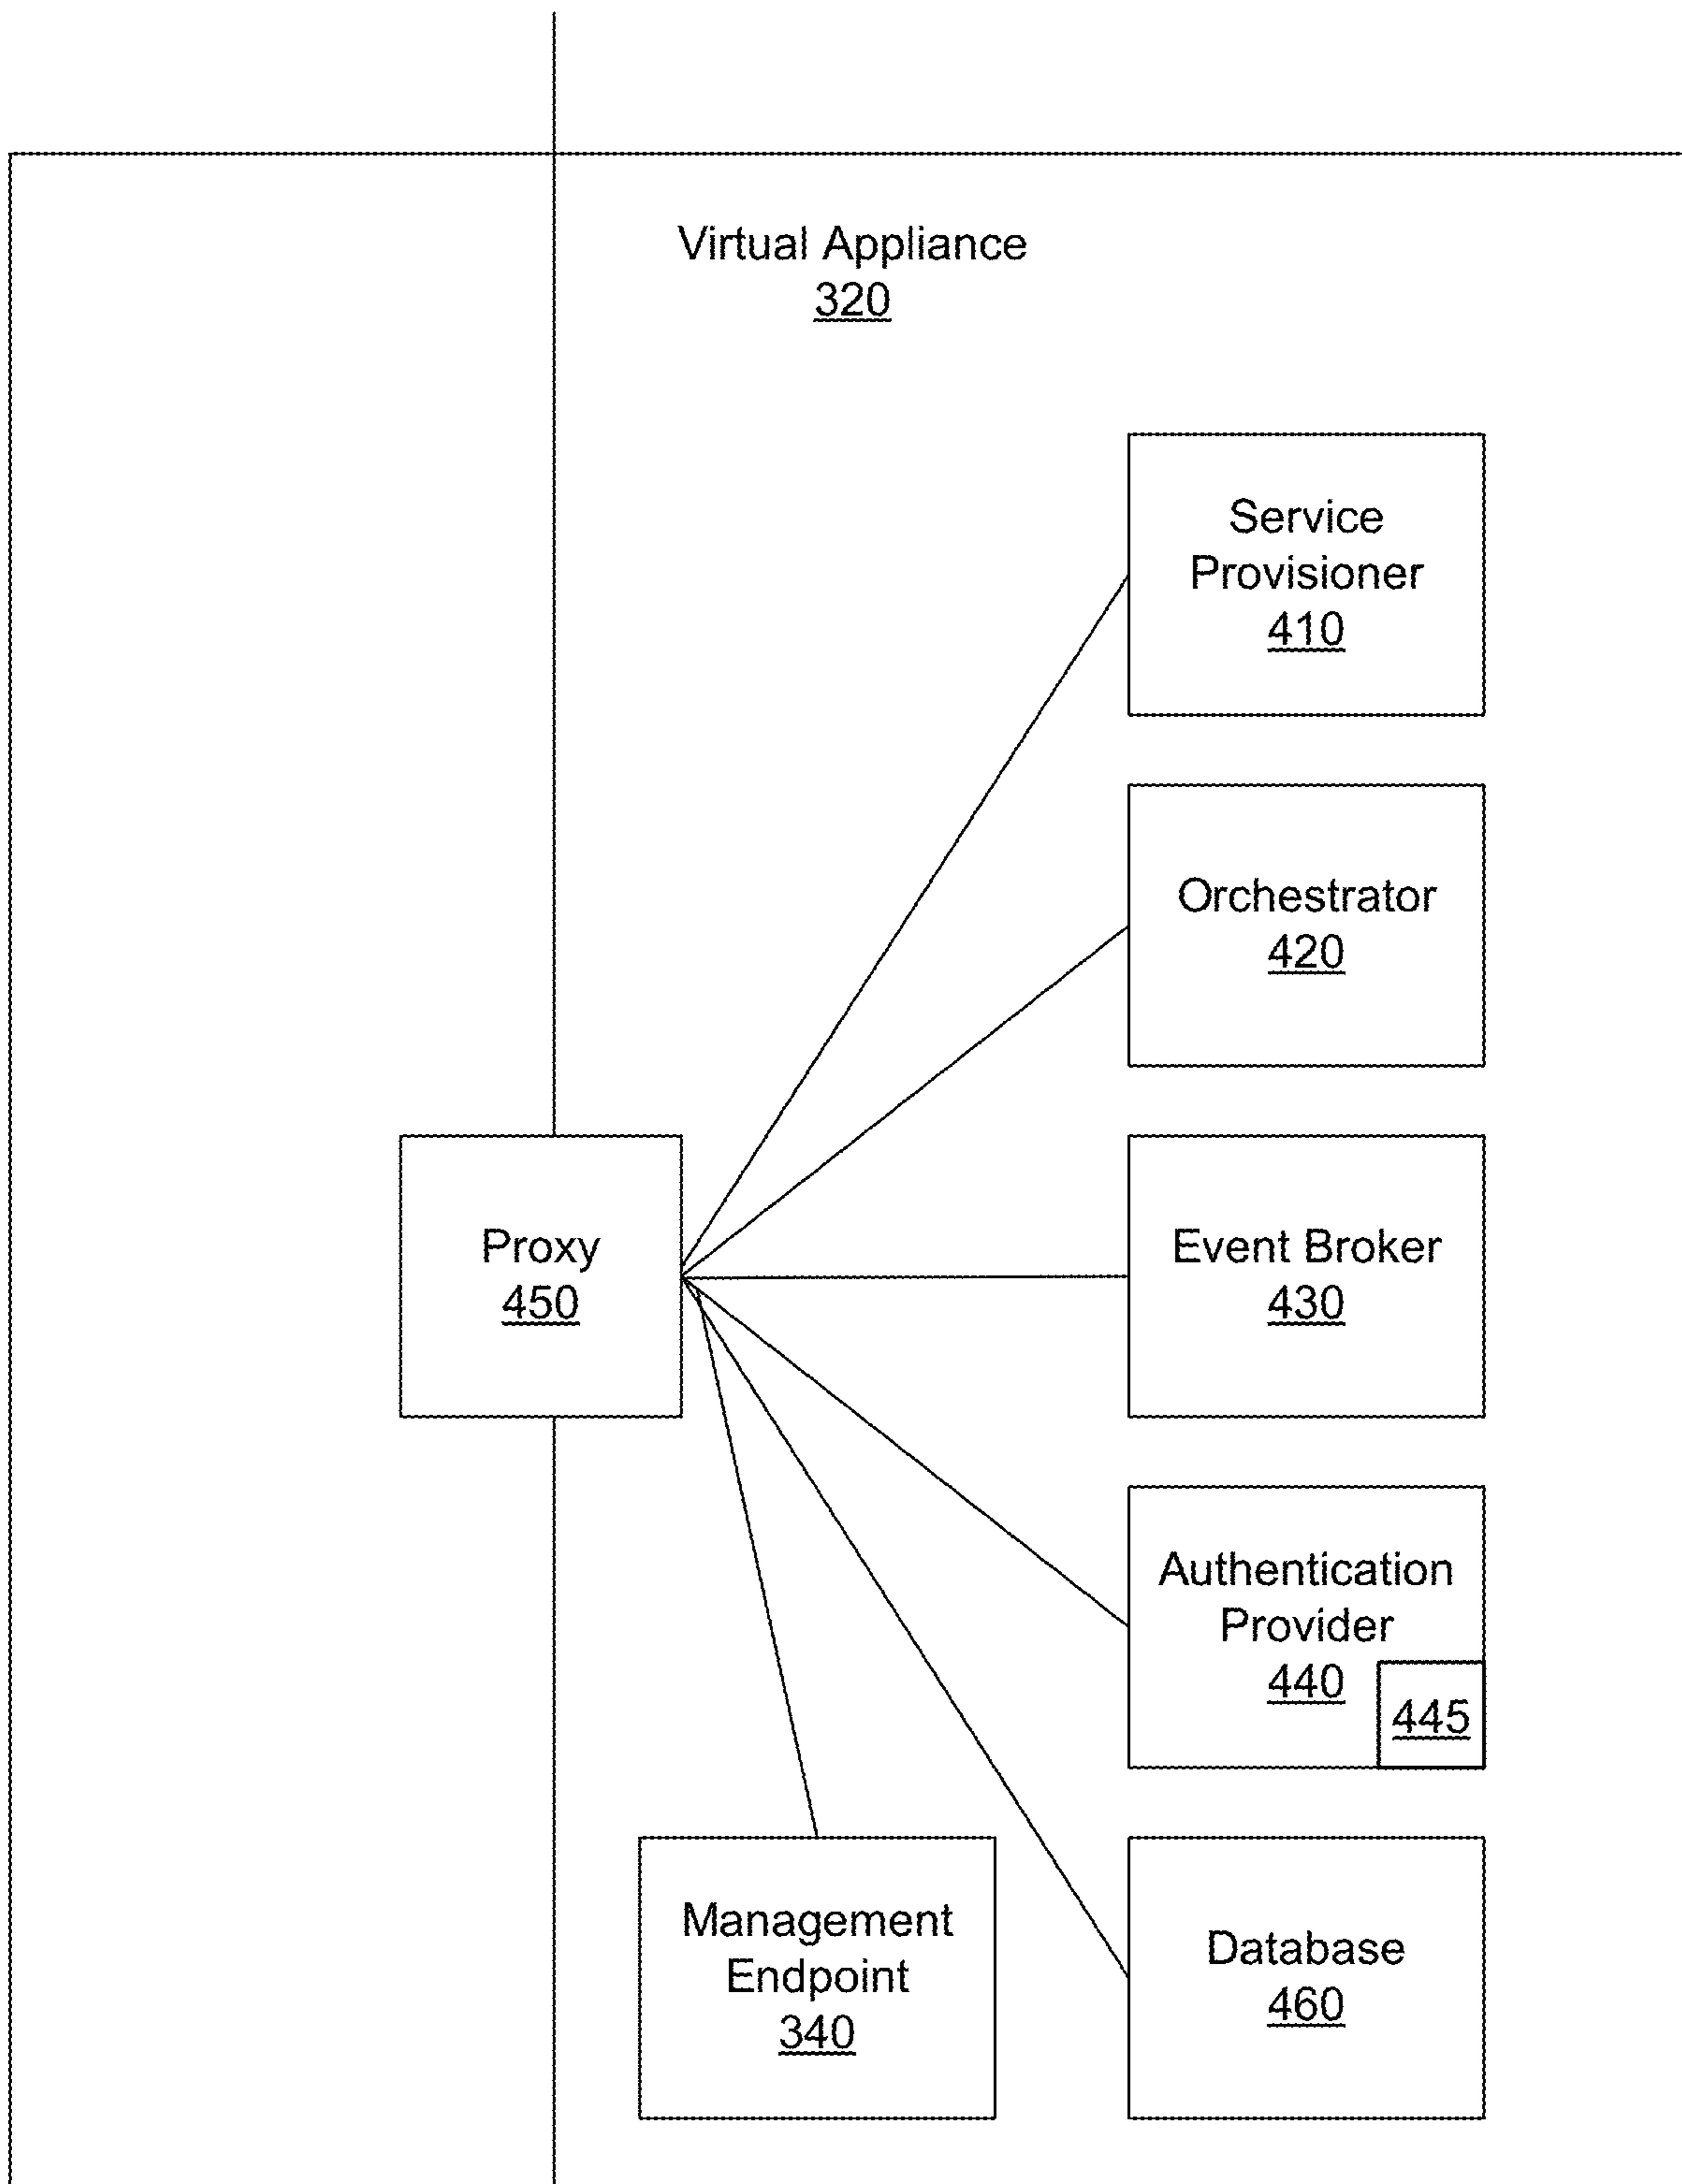 Virtual Appliance
320
Service
Provisioner
410
Orchestrator
420
Proxy
450
Event Broker
430
Authentication
Provider
440
445
Management
Endpoint
340
Database
460